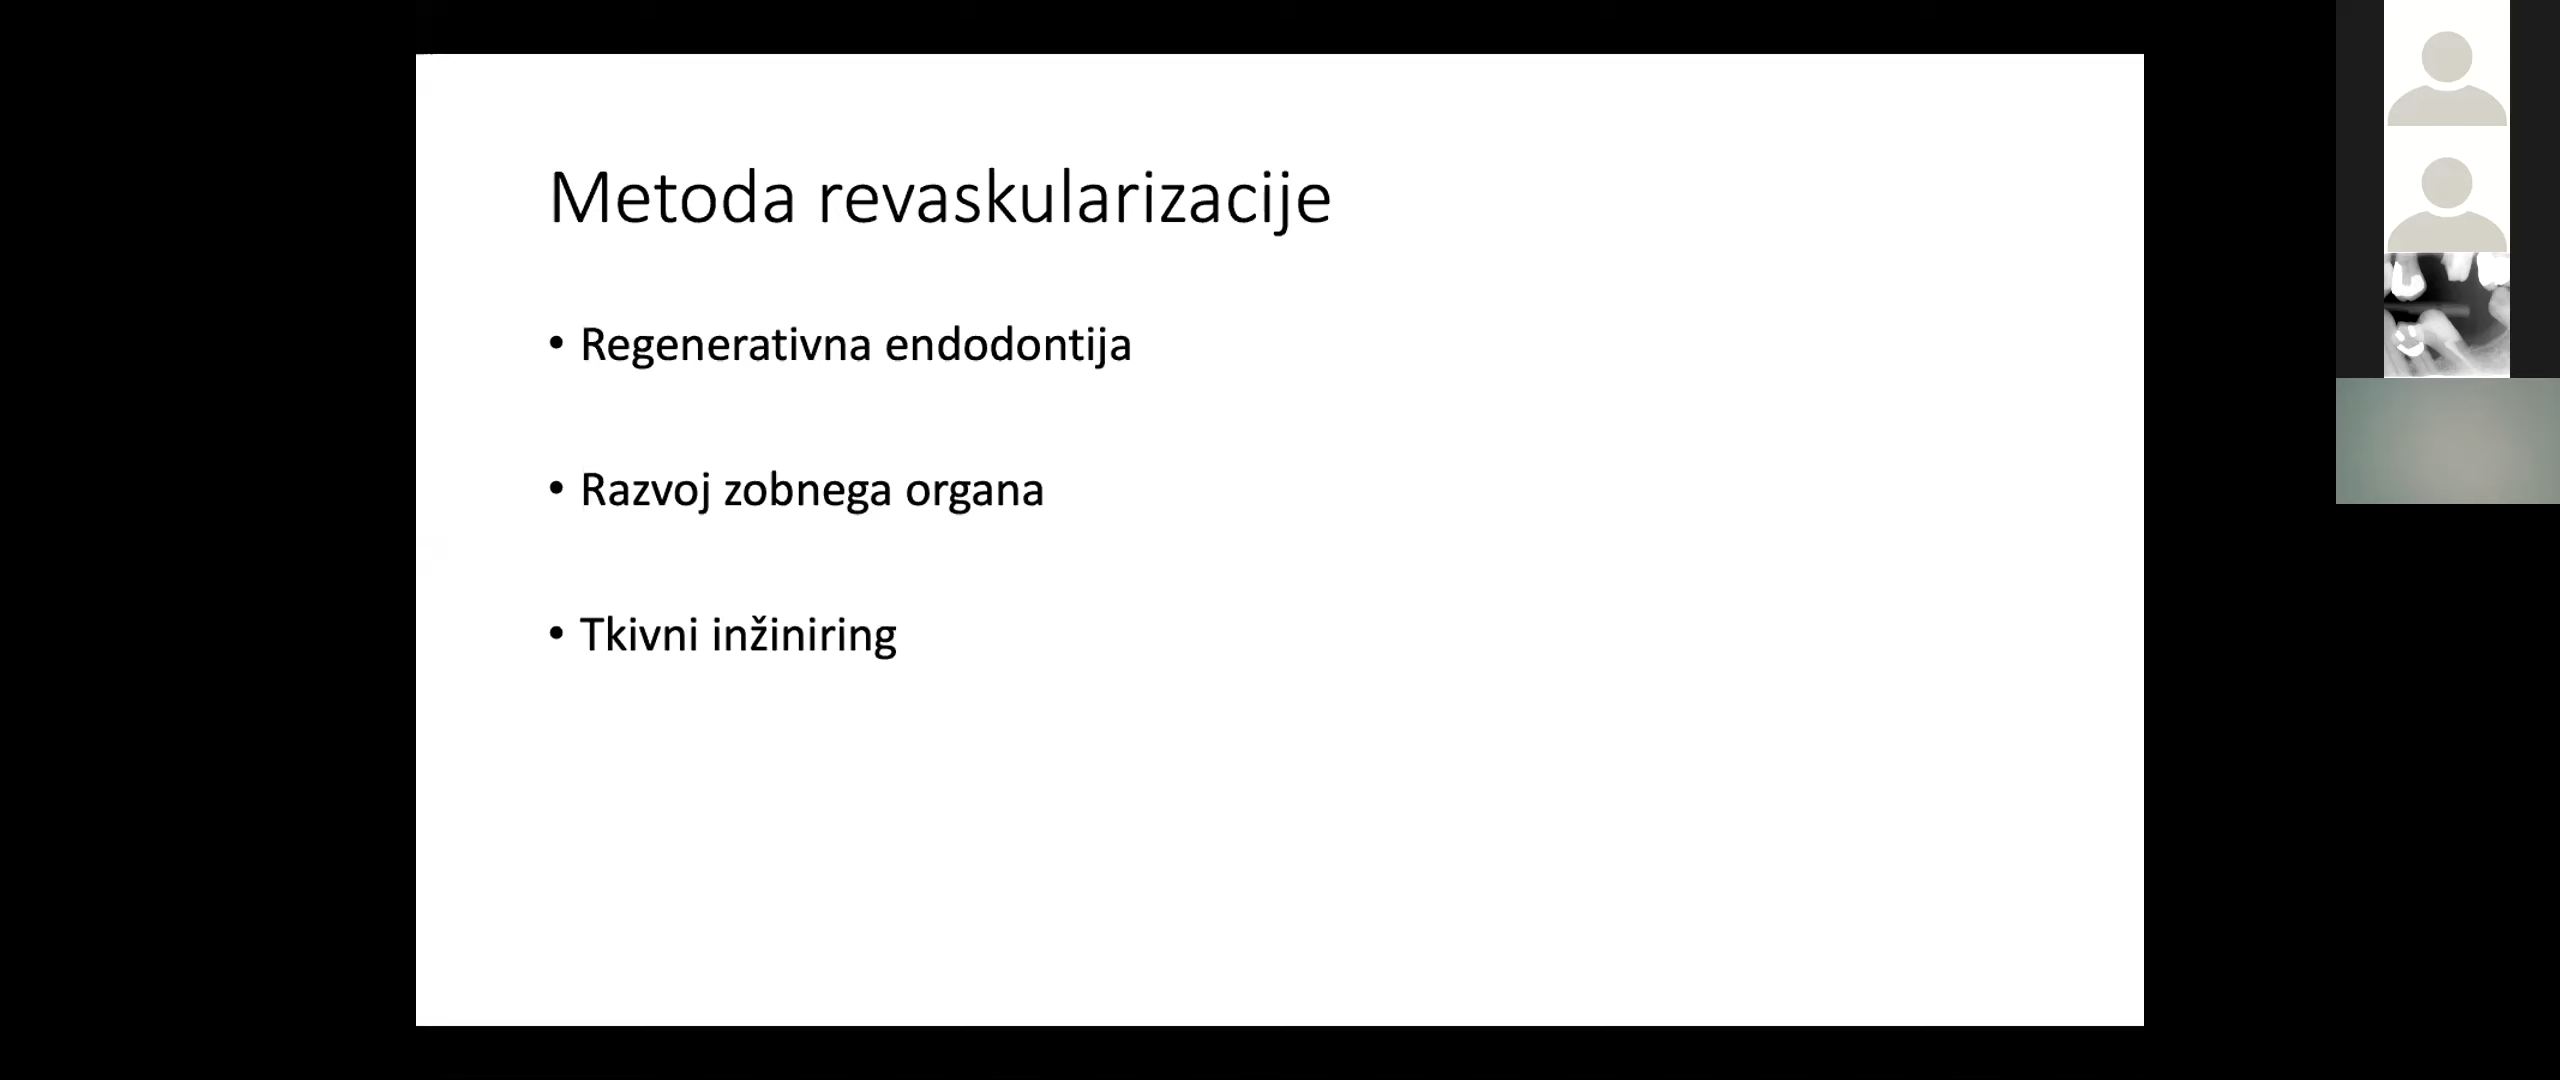 Metoda revaskularizacije
• Regenerativna endodontija
• Razvoj zobnega organa
• Tkivni inžiniring